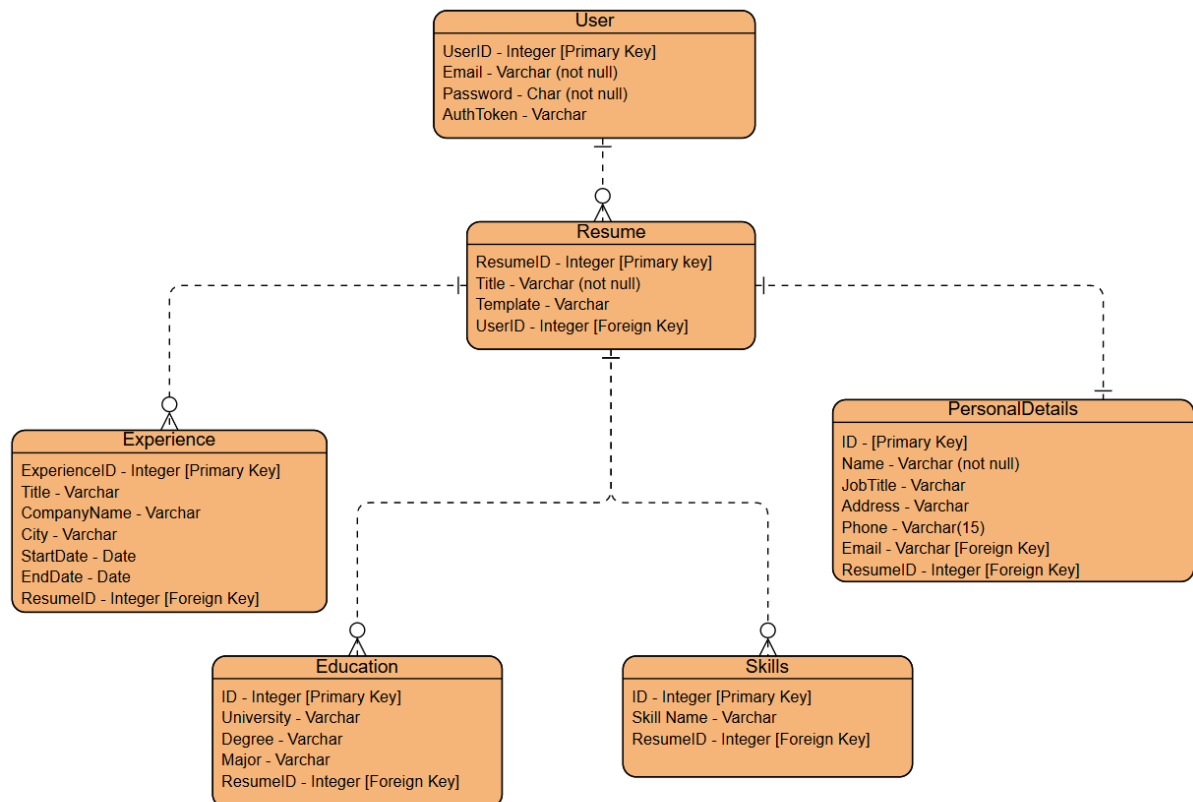 User
UserID - Integer [Primary Key]
Email - Varchar (not null)
Password - Char (not null)
AuthToken - Varchar
Resume
ResumeID - Integer [Primary key]
Title - Varchar (not null)
Template - Varchar
UserID - Integer [Foreign Key]
Experience
ExperienceID - Integer [Primary Key]
Title - Varchar
CompanyName - Varchar
City - Varchar
StartDate - Date
EndDate - Date
ResumeID - Integer [Foreign Key]
PersonalDetails
ID - [Primary Key]
Name - Varchar (not null)
JobTitle - Varchar
Address - Varchar
Phone - Varchar(15)
Email - Varchar [Foreign Key]
ResumeID - Integer [Foreign Key]
Education
ID - Integer [Primary Key]
University - Varchar
Degree - Varchar
Major - Varchar
ResumeID - Integer [Foreign Key]
Skills
ID - Integer [Primary Key]
Skill Name - Varchar
ResumeID - Integer [Foreign Key]